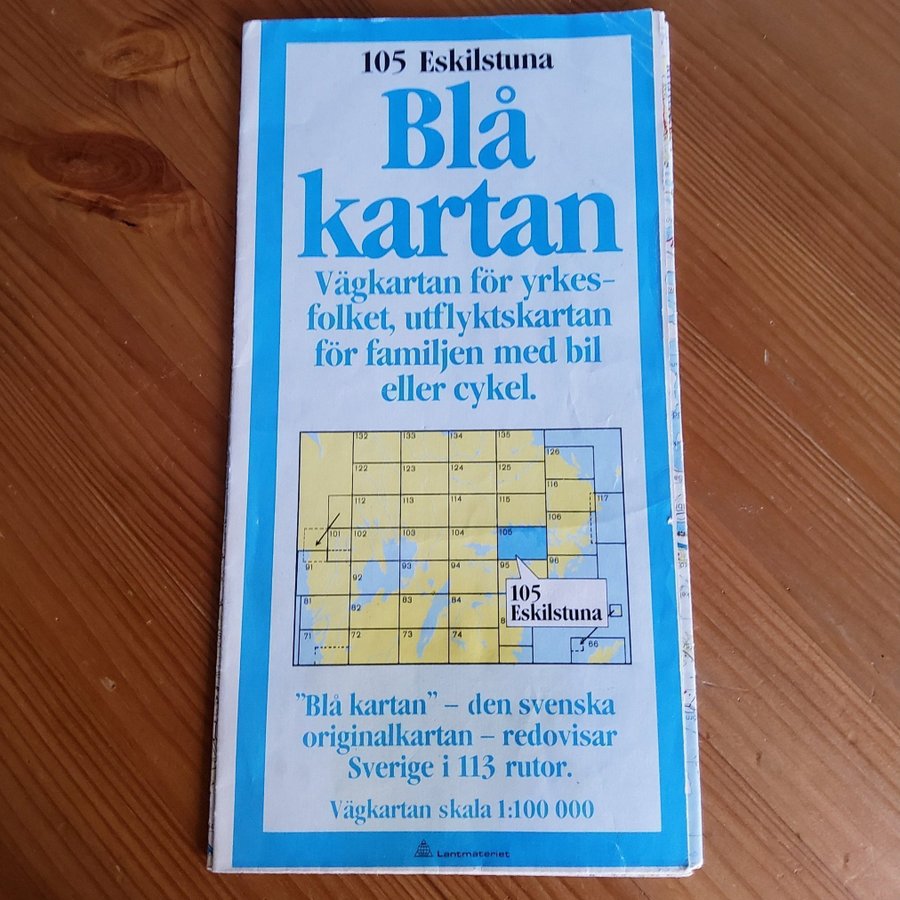 105 Eskilstuna
Blå
kartan
Vägkartan för yrkes-
folket, utflyktskartan
för familjen med bil
eller cykel.
132 133 134 135
126
122 123 124 125
116
112 113 114 115 117
106
101 102 103 104 105
91 92 93 94 95 96
81 82 83 84
105
Eskilstuna
71 72 73 74
66
"Blå kartan" – den svenska
originalkartan – redovisar
Sverige i 113 rutor.
Vägkartan skala 1:100 000
Lantmäteriet